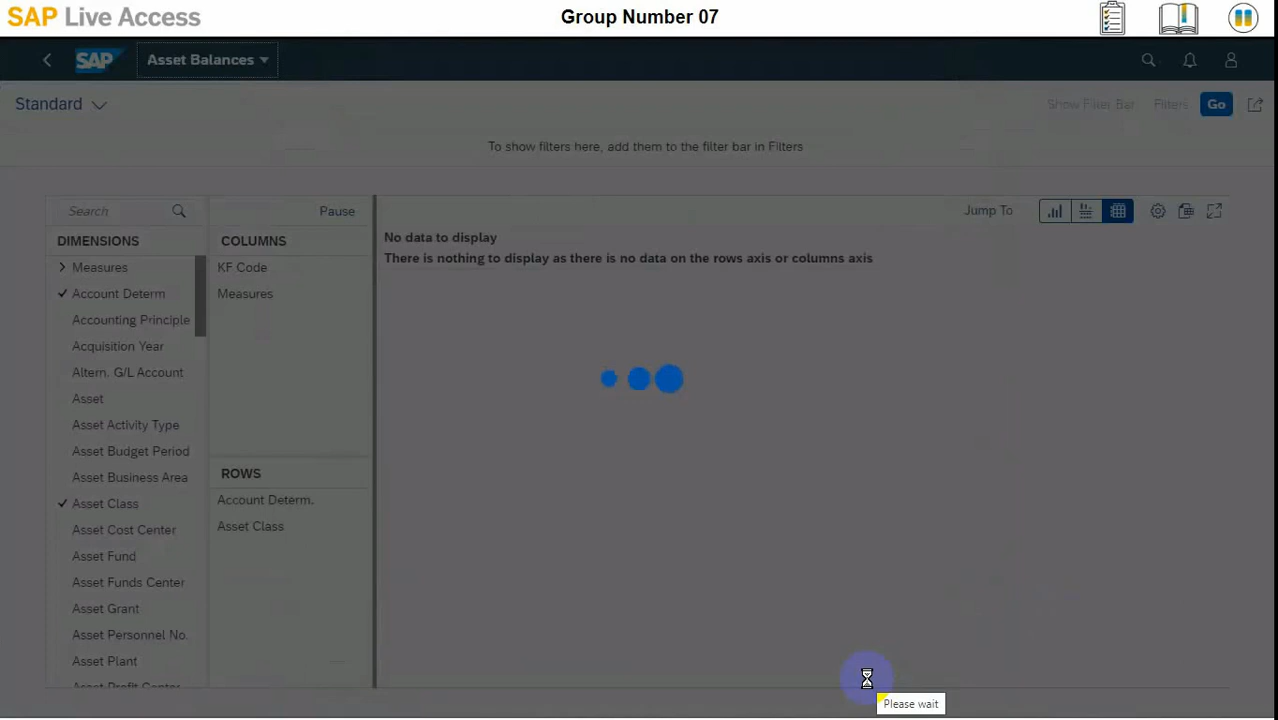 SAP Live Access
Group Number 07
SAP Asset Balances
Standard
Show Filter Bar Filters Go
To show filters here, add them to the filter bar in Filters
Search
Pause
Jump To
DIMENSIONS
Measures
Account Determ
Accounting Principle
Acquisition Year
Altern. G/L Account
Asset
Asset Activity Type
Asset Budget Period
Asset Business Area
Asset Class
Asset Cost Center
Asset Fund
Asset Funds Center
Asset Grant
Asset Personnel No.
Asset Plant
Asset Profit Center
COLUMNS
KF Code
Measures
ROWS
Account Determ.
Asset Class
No data to display
There is nothing to display as there is no data on the rows axis or columns axis
Please wait